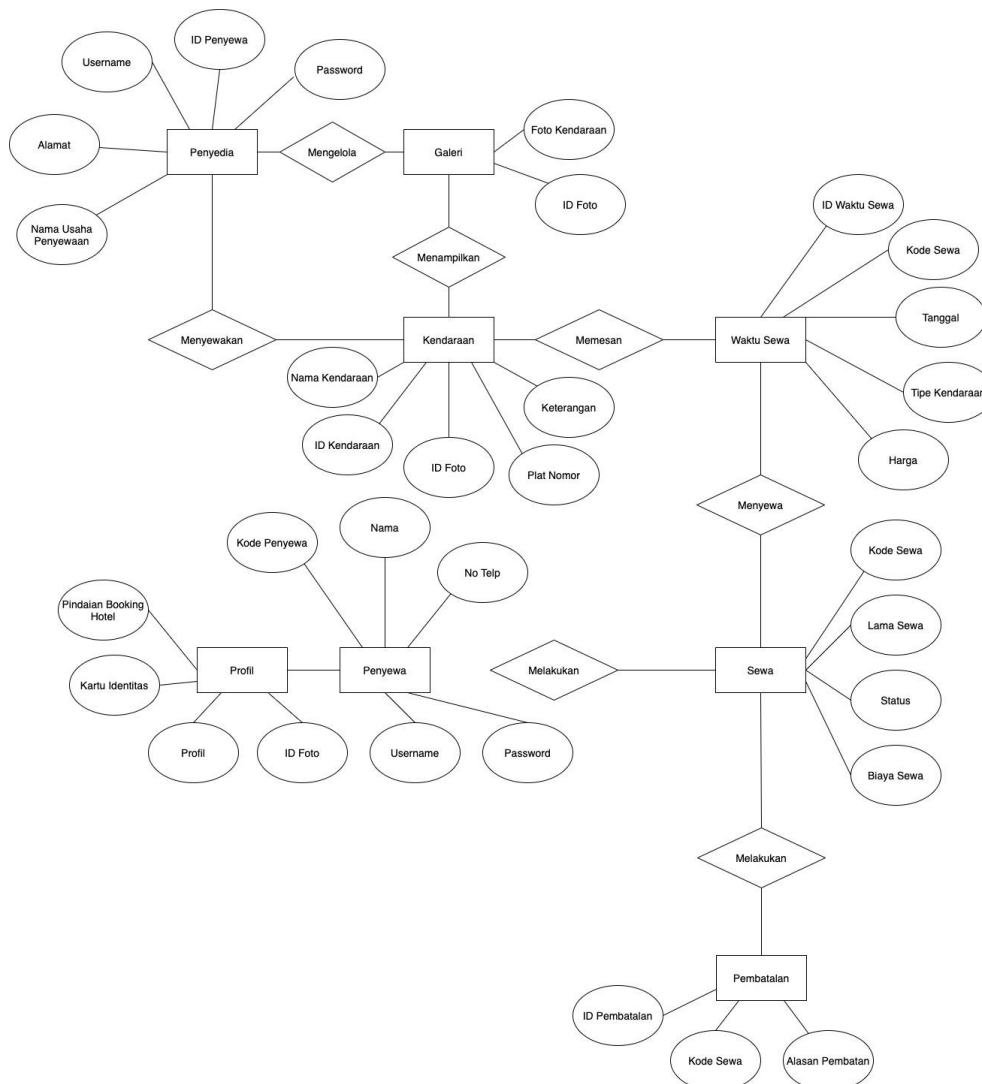 ID Penyewa
Username
Password
Alamat
Penyedia
Mengelola
Galeri
Foto Kendaraan
ID Foto
Nama Usaha
Penyewaan
Menampilkan
ID Waktu Sewa
Kode Sewa
Tanggal
Menyewakan
Kendaraan
Memesan
Waktu Sewa
Nama Kendaraan
Keterangan
Tipe Kendaraan
ID Kendaraan
ID Foto
Plat Nomor
Harga
Menyewa
Nama
Kode Penyewa
No Telp
Kode Sewa
Pindaian Booking
Hotel
Lama Sewa
Kartu Identitas
Profil
Penyewa
Melakukan
Sewa
Status
Profil
ID Foto
Username
Password
Biaya Sewa
Melakukan
Pembatalan
ID Pembatalan
Kode Sewa
Alasan Pembatan